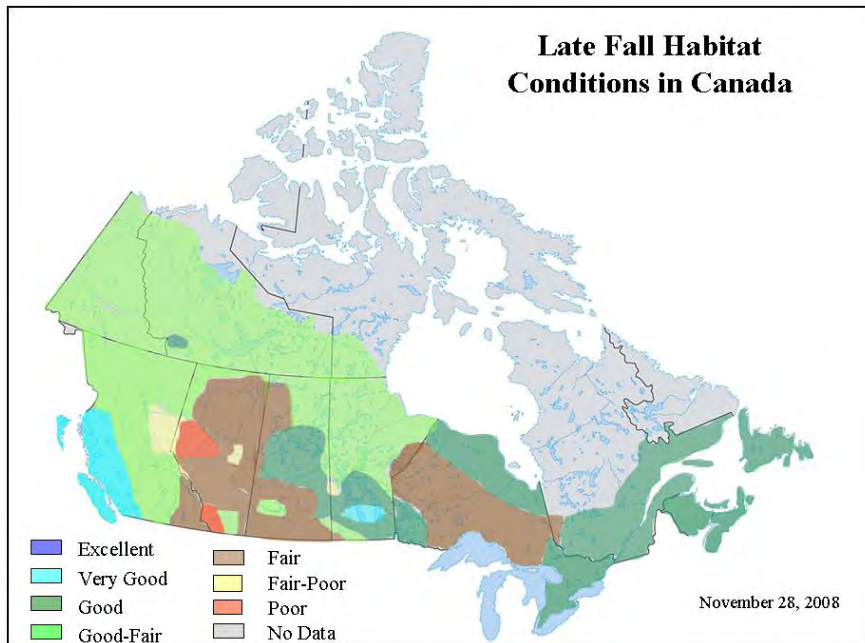 Late Fall Habitat
Conditions in Canada
Excellent
Very Good
Good
Good-Fair
Fair
Fair-Poor
Poor
No Data
November 28, 2008